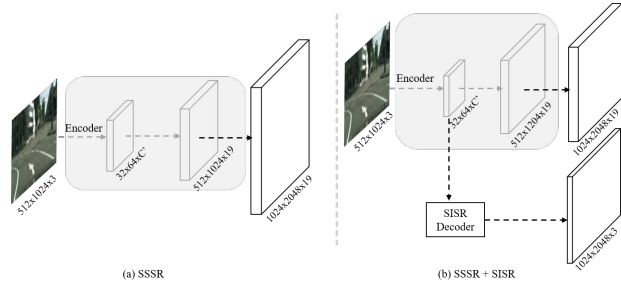 Encoder
512x1024x3
32x64xC'
512x1024x19
1024x2048x19
(a) SSSR
Encoder
512x1024x3
32x64xC'
512x1204x19
1024x2048x19
SISR
Decoder
1024x2048x3
(b) SSSR + SISR